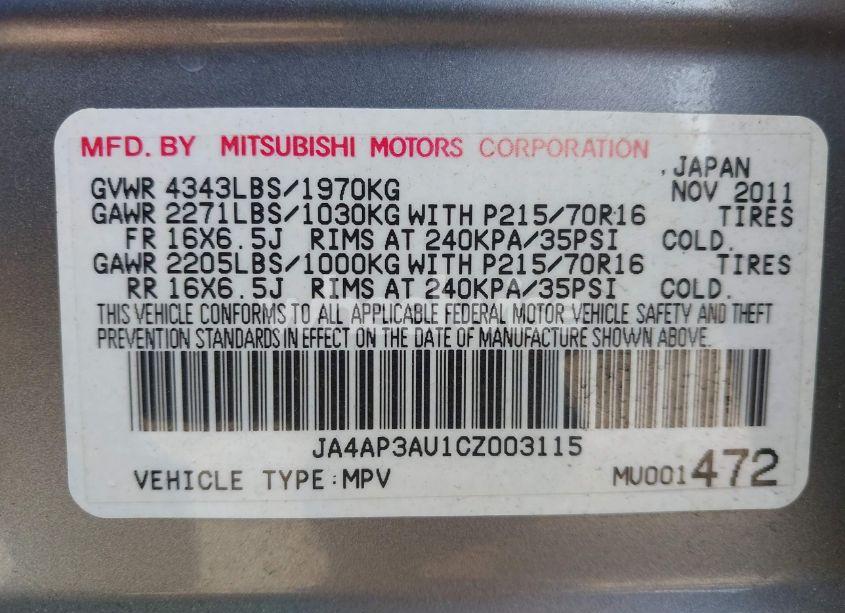 MFD. BY MITSUBISHI MOTORS CORPORATION
JAPAN
GVWR 4343LBS/1970KG NOV 2011
GAWR 2271LBS/1030KG WITH P215/70R16 TIRES
FR 16X6.5J RIMS AT 240KPA/35PSI COLD.
GAWR 2205LBS/1000KG WITH P215/70R16 TIRES
RR 16X6.5J RIMS AT 240KPA/35PSI COLD.
THIS VEHICLE CONFORMS TO ALL APPLICABLE FEDERAL MOTOR VEHICLE SAFETY AND THEFT
PREVENTION STANDARDS IN EFFECT ON THE DATE OF MANUFACTURE SHOWN ABOVE.
JA4AP3AU1CZ003115
VEHICLE TYPE:MPV MU001472